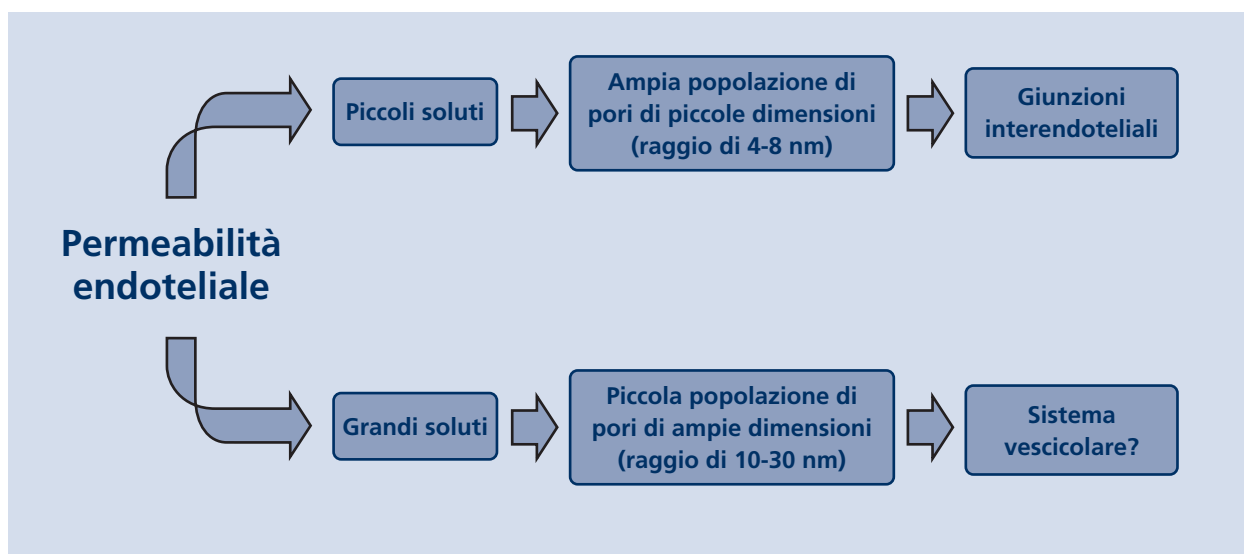 Permeabilità
endoteliale
Piccoli soluti
Ampia popolazione di
pori di piccole dimensioni
(raggio di 4-8 nm)
Giunzioni
interendoteliali
Grandi soluti
Piccola popolazione di
pori di ampie dimensioni
(raggio di 10-30 nm)
Sistema
vescicolare?